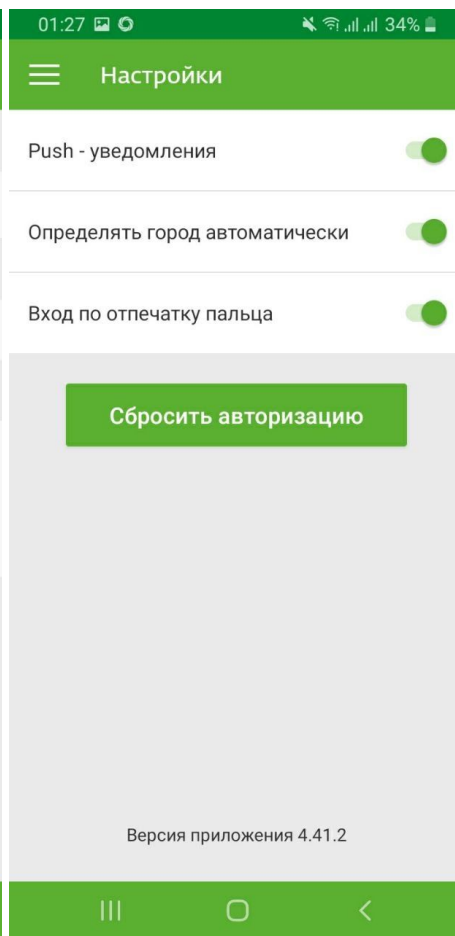 01:27 34%
Настройки
Push - уведомления
Определять город автоматически
Вход по отпечатку пальца
Сбросить авторизацию
Версия приложения 4.41.2